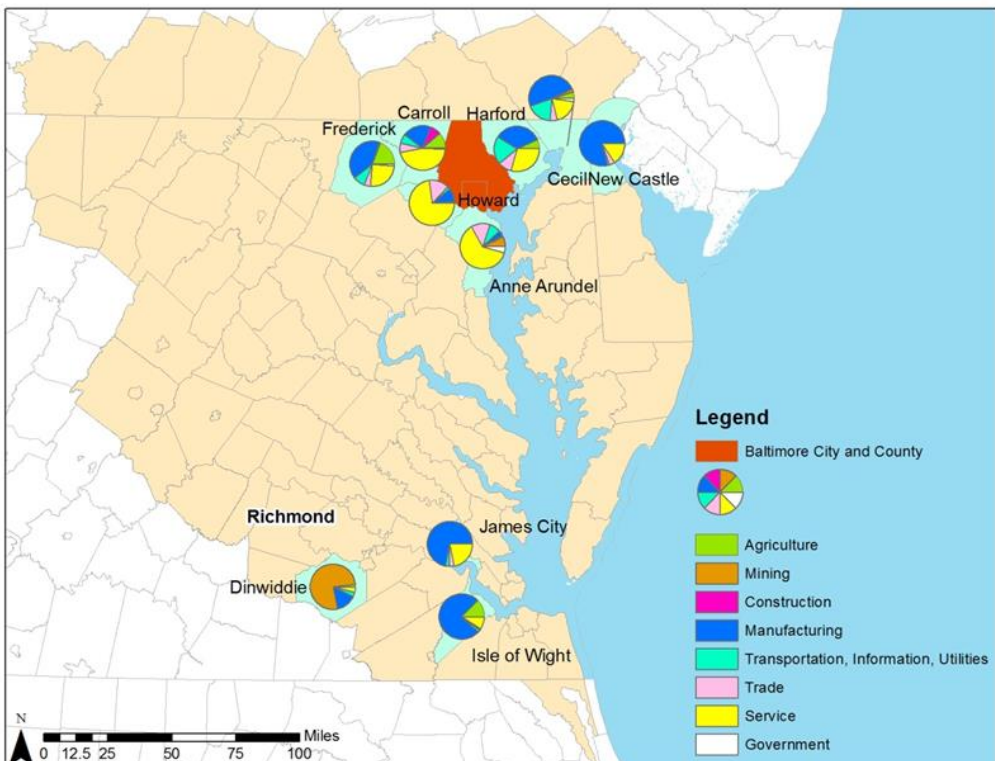 Carroll
Harford
Frederick
CecilNew Castle
Howard
Anne Arundel
Legend
Baltimore City and County
Richmond
James City
Agriculture
Dinwiddie
Mining
Construction
Manufacturing
Isle of Wight
Transportation, Information, Utilities
Trade
Service
Government
N
Miles
0 12.5 25 50 75 100